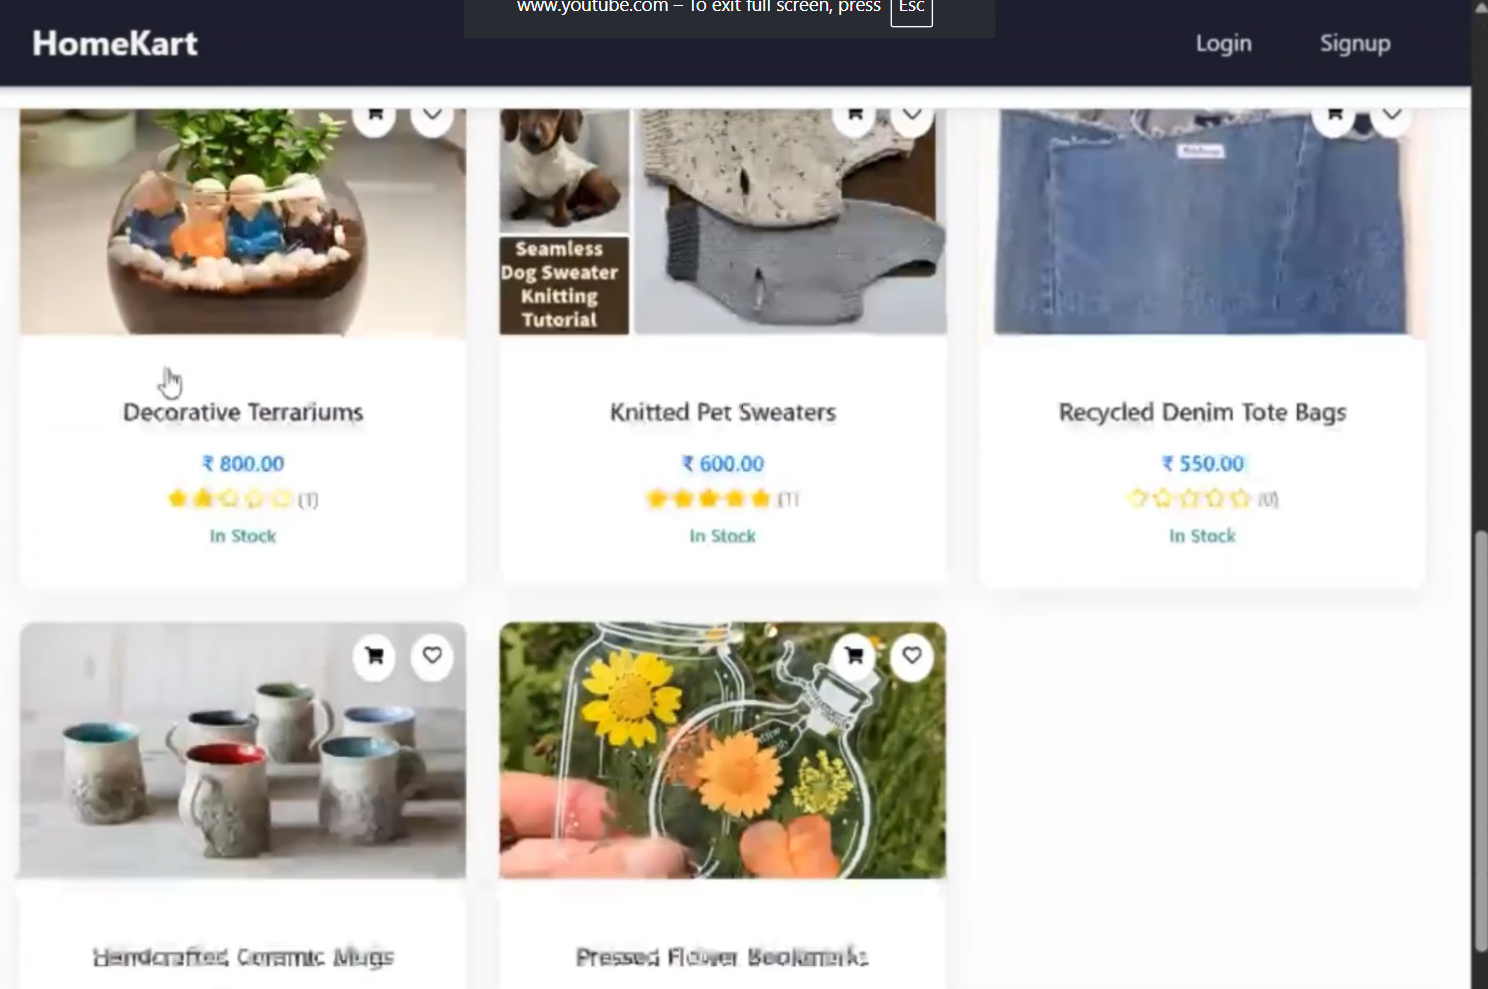 www.youtube.com – To exit full screen, press Esc
HomeKart
Login
Signup
Seamless
Dog Sweater
Knitting
Tutorial
Decorative Terrariums
Knitted Pet Sweaters
Recycled Denim Tote Bags
₹ 800.00
₹ 600.00
₹ 550.00
(1)
(1)
(0)
In Stock
In Stock
In Stock
Handcrafted Ceramic Mugs
Pressed Flower Bookmarks